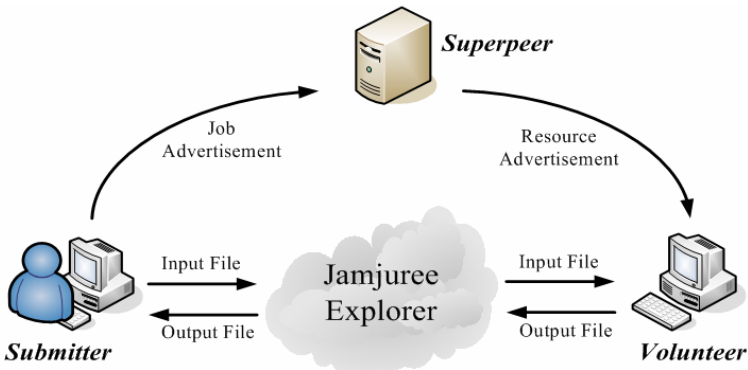 Superpeer
Job
Advertisement
Resource
Advertisement
Input File
Output File
Jamjuree
Explorer
Input File
Output File
Submitter
Volunteer